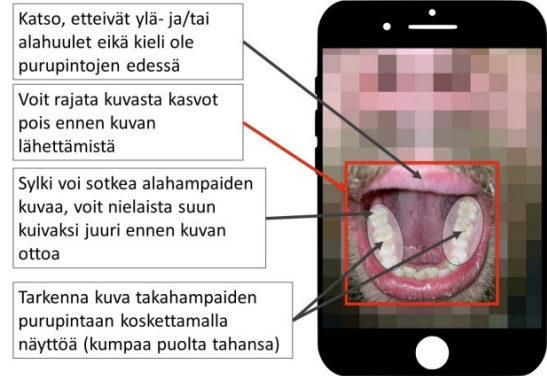 Katso, etteivät ylä- ja/tai
alahuulet eikä kieli ole
purupintojen edessä
Voit rajata kuvasta kasvot
pois ennen kuvan
lähettämistä
Sylki voi sotkea alahampaiden
kuvaa, voit nielaista suun
kuivaksi juuri ennen kuvan
ottoa
Tarkenna kuva takahampaiden
purupintaan koskettamalla
näyttöä (kumpaa puolta tahansa)